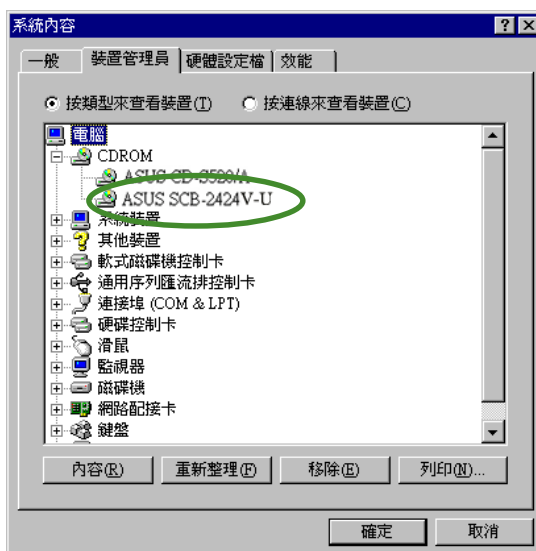 系統內容
一般 裝置管理員 硬體設定檔 效能
按類型來查看裝置(T) 按連線來查看裝置(C)
電腦
CDROM
ASUS CD-S520/A
ASUS SCB-2424V-U
系統裝置
其他裝置
軟式磁碟機控制卡
通用序列匯流排控制卡
連接埠 (COM & LPT)
硬碟控制卡
滑鼠
監視器
磁碟機
網路配接卡
鍵盤
內容(R) 重新整理(F) 移除(E) 列印(N)...
確定 取消